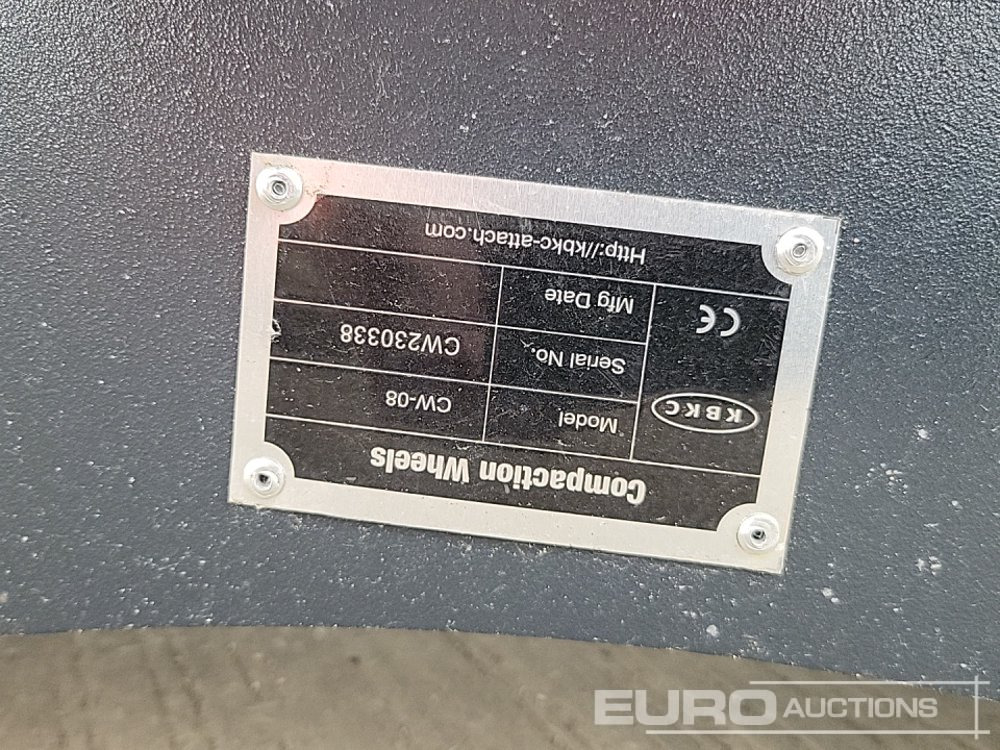 Compaction Wheels
KBKC
Model CW-08
Serial No. CW230338
CE
Mfg Date
Http://kbkc-attach.com
EURO AUCTIONS